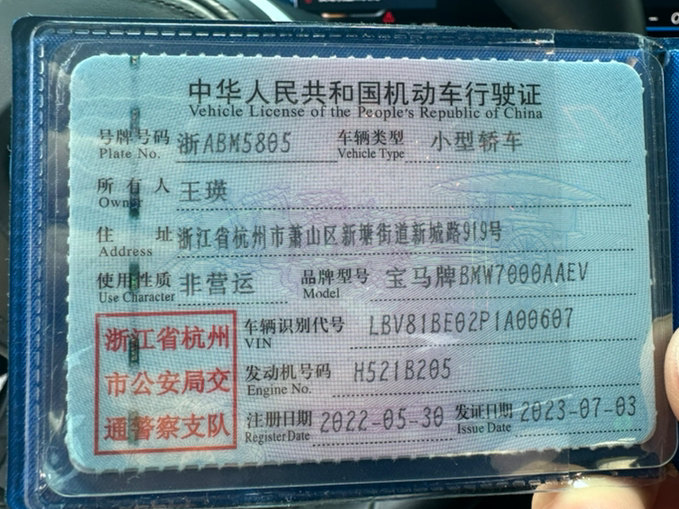 中华人民共和国机动车行驶证
Vehicle License of the People's Republic of China
号牌号码 浙ABM5805 车辆类型 小型轿车
Plate No. Vehicle Type
所有人 王瑛
Owner
住址 浙江省杭州市萧山区新塘街道新城路919号
Address
使用性质 非营运 品牌型号 宝马牌BMW7000AAEV
Use Character Model
浙江省杭州
市公安局交
通警察支队
车辆识别代号 LBV81BE02P1A00607
VIN
发动机号码 H521B205
Engine No.
注册日期 2022-05-30 发证日期 2023-07-03
Register Date Issue Date